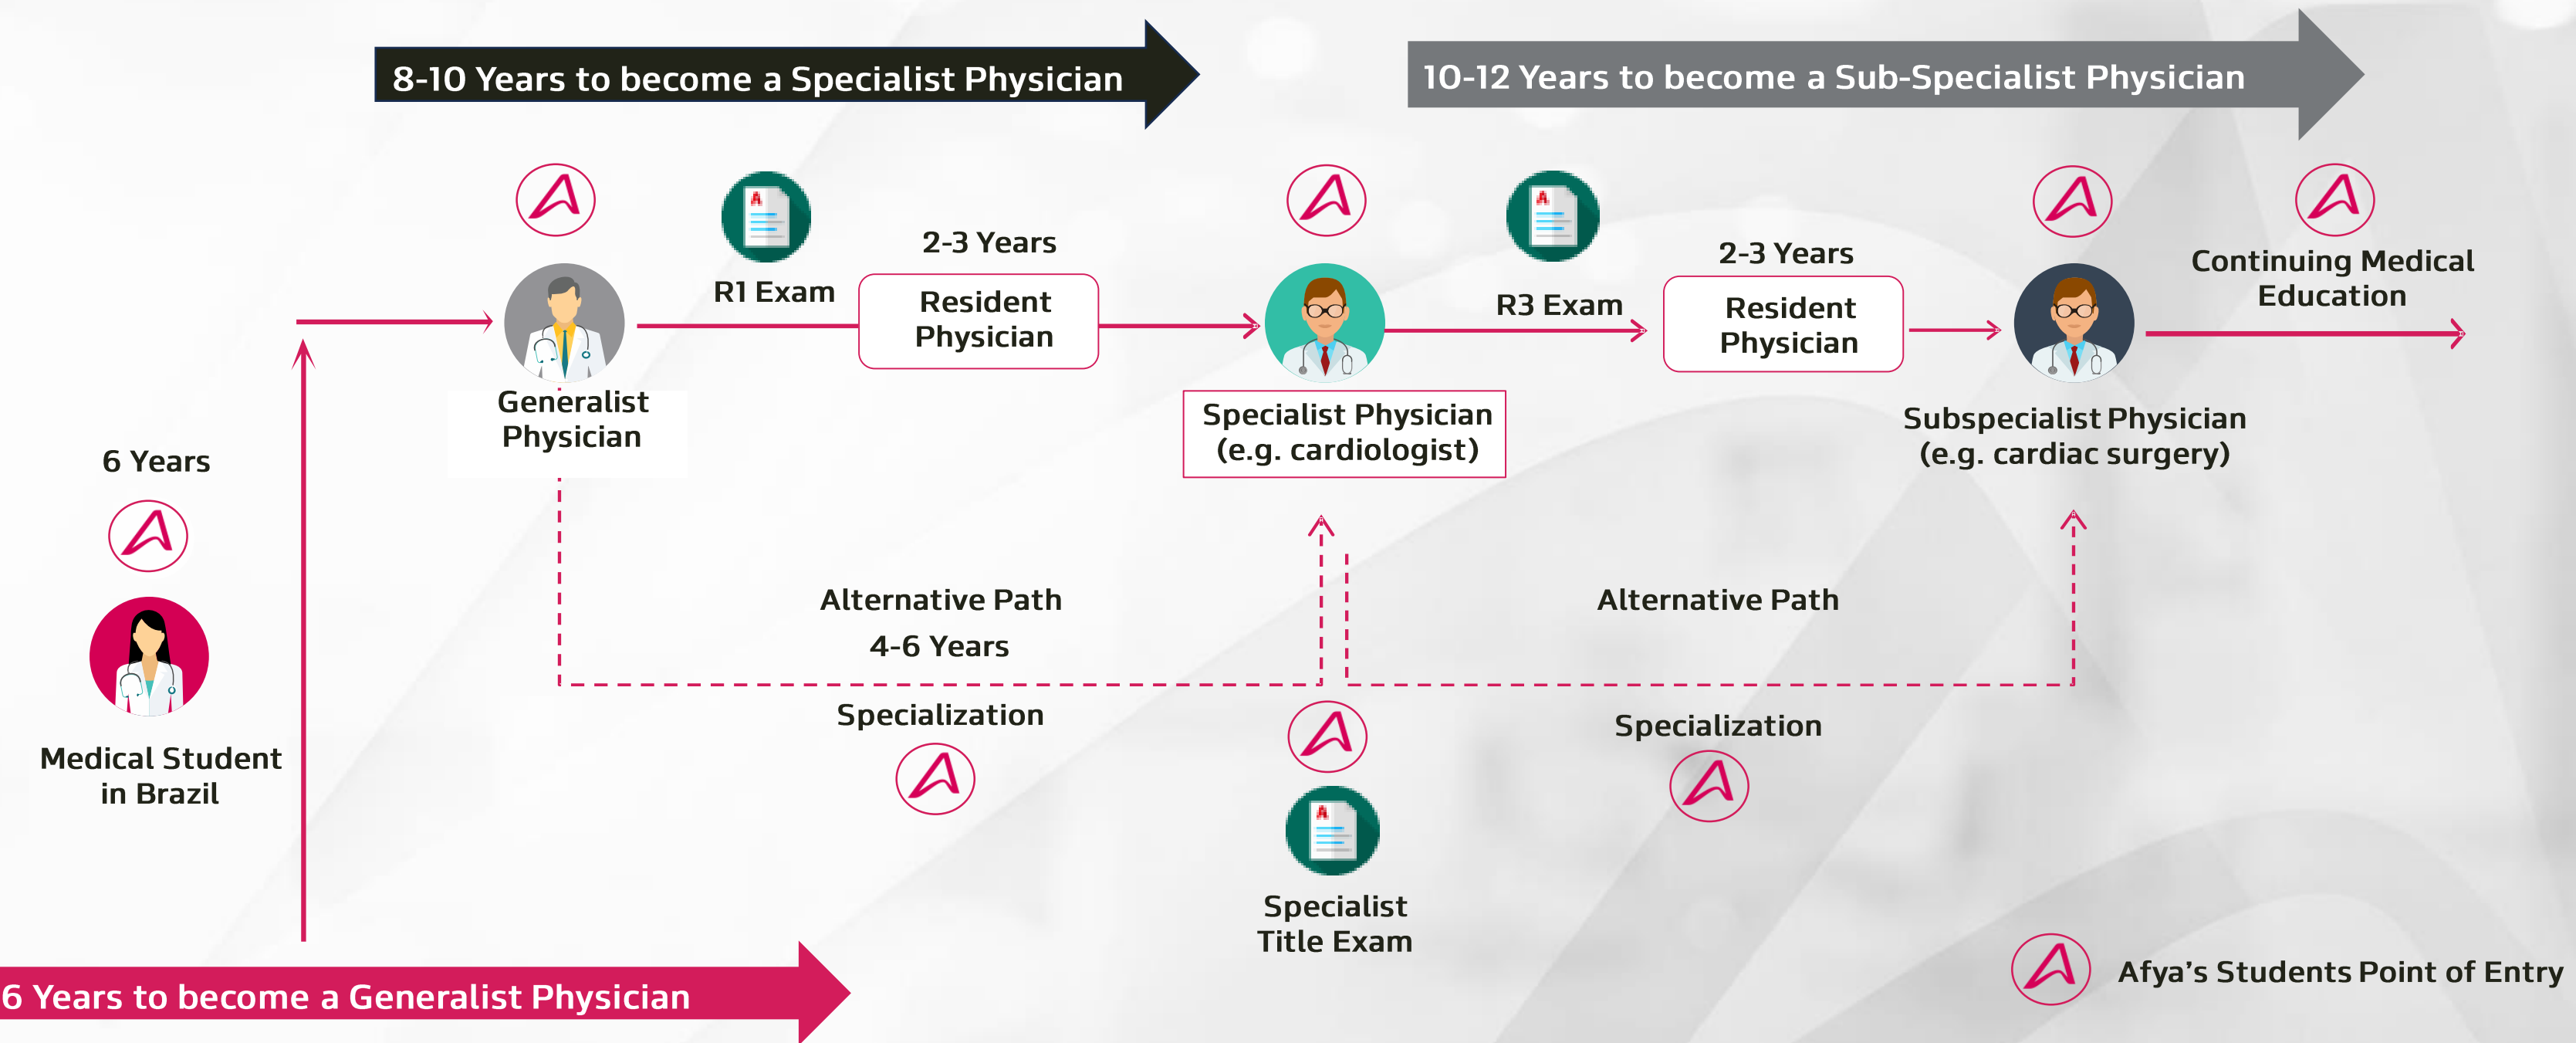 8-10 Years to become a Specialist Physician
10-12 Years to become a Sub-Specialist Physician
R1 Exam
2-3 Years
Resident
Physician
R3 Exam
2-3 Years
Resident
Physician
Continuing Medical
Education
Generalist
Physician
Specialist Physician
(e.g. cardiologist)
Subspecialist Physician
(e.g. cardiac surgery)
6 Years
Medical Student
in Brazil
Alternative Path
4-6 Years
Specialization
Alternative Path
Specialization
Specialist
Title Exam
6 Years to become a Generalist Physician
Afya’s Students Point of Entry